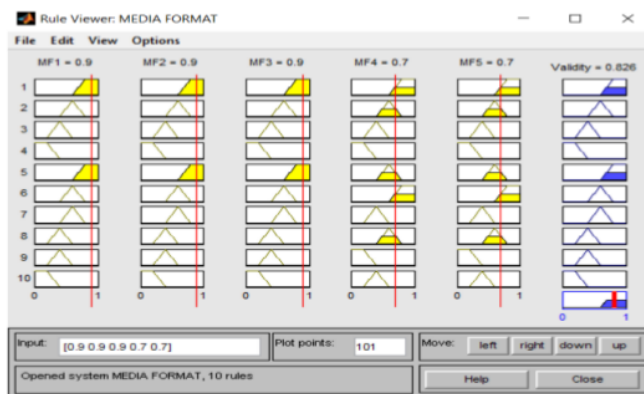 Rule Viewer: MEDIA FORMAT
File Edit View Options
MF1 = 0.9 MF2 = 0.9 MF3 = 0.9 MF4 = 0.7 MF5 = 0.7 Validity = 0.826
1
2
3
4
5
6
7
8
9
10
0 1 0 1 0 1 0 1 0 1
0 1
Input: [0.9 0.9 0.9 0.7 0.7] Plot points: 101 Move: left right down up
Opened system MEDIA FORMAT, 10 rules Help Close